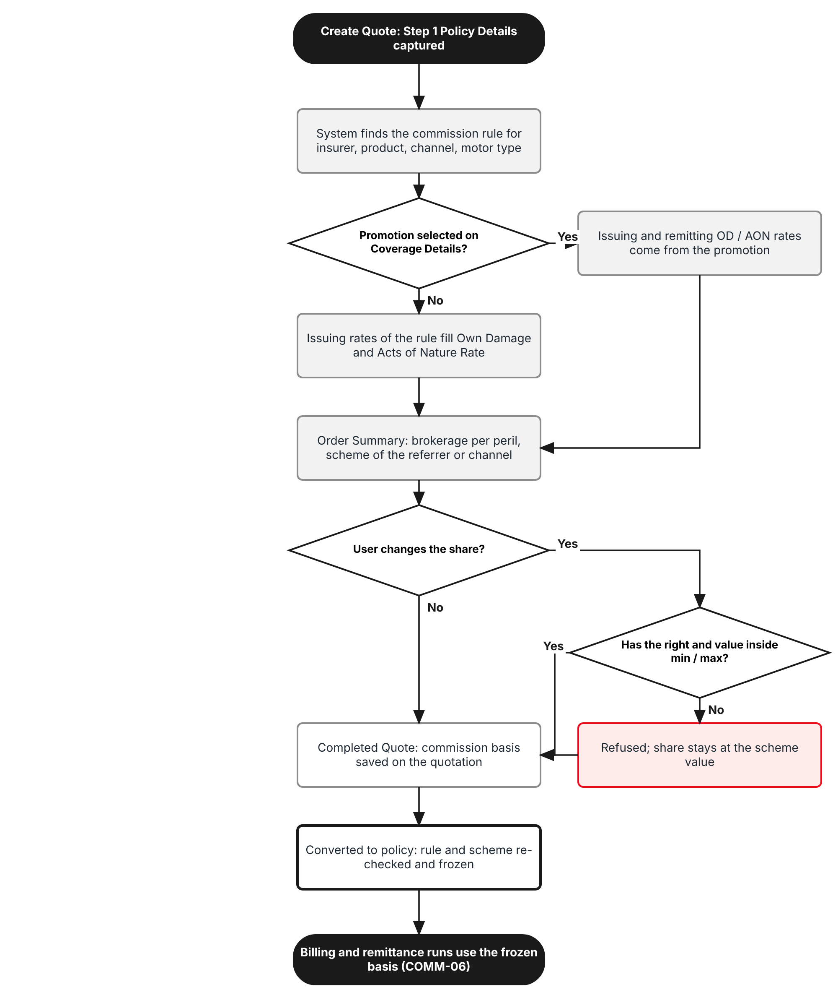 Create Quote: Step 1 Policy Details
captured
System finds the commission rule for
insurer, product, channel, motor type
Promotion selected on
Coverage Details?
Yes
Issuing and remitting OD / AON rates
come from the promotion
No
Issuing rates of the rule fill Own Damage
and Acts of Nature Rate
Order Summary: brokerage per peril,
scheme of the referrer or channel
User changes the share?
Yes
No
Has the right and value inside
min / max?
Yes
No
Completed Quote: commission basis
saved on the quotation
Refused; share stays at the scheme
value
Converted to policy: rule and scheme re-
checked and frozen
Billing and remittance runs use the frozen
basis (COMM-06)